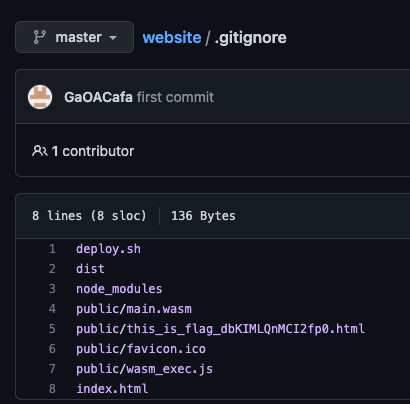 master website / .gitignore
GaOACafa first commit
1 contributor
8 lines (8 sloc) 136 Bytes
1 deploy.sh
2 dist
3 node_modules
4 public/main.wasm
5 public/this_is_flag_dbKIMLQnMCI2fp0.html
6 public/favicon.ico
7 public/wasm_exec.js
8 index.html